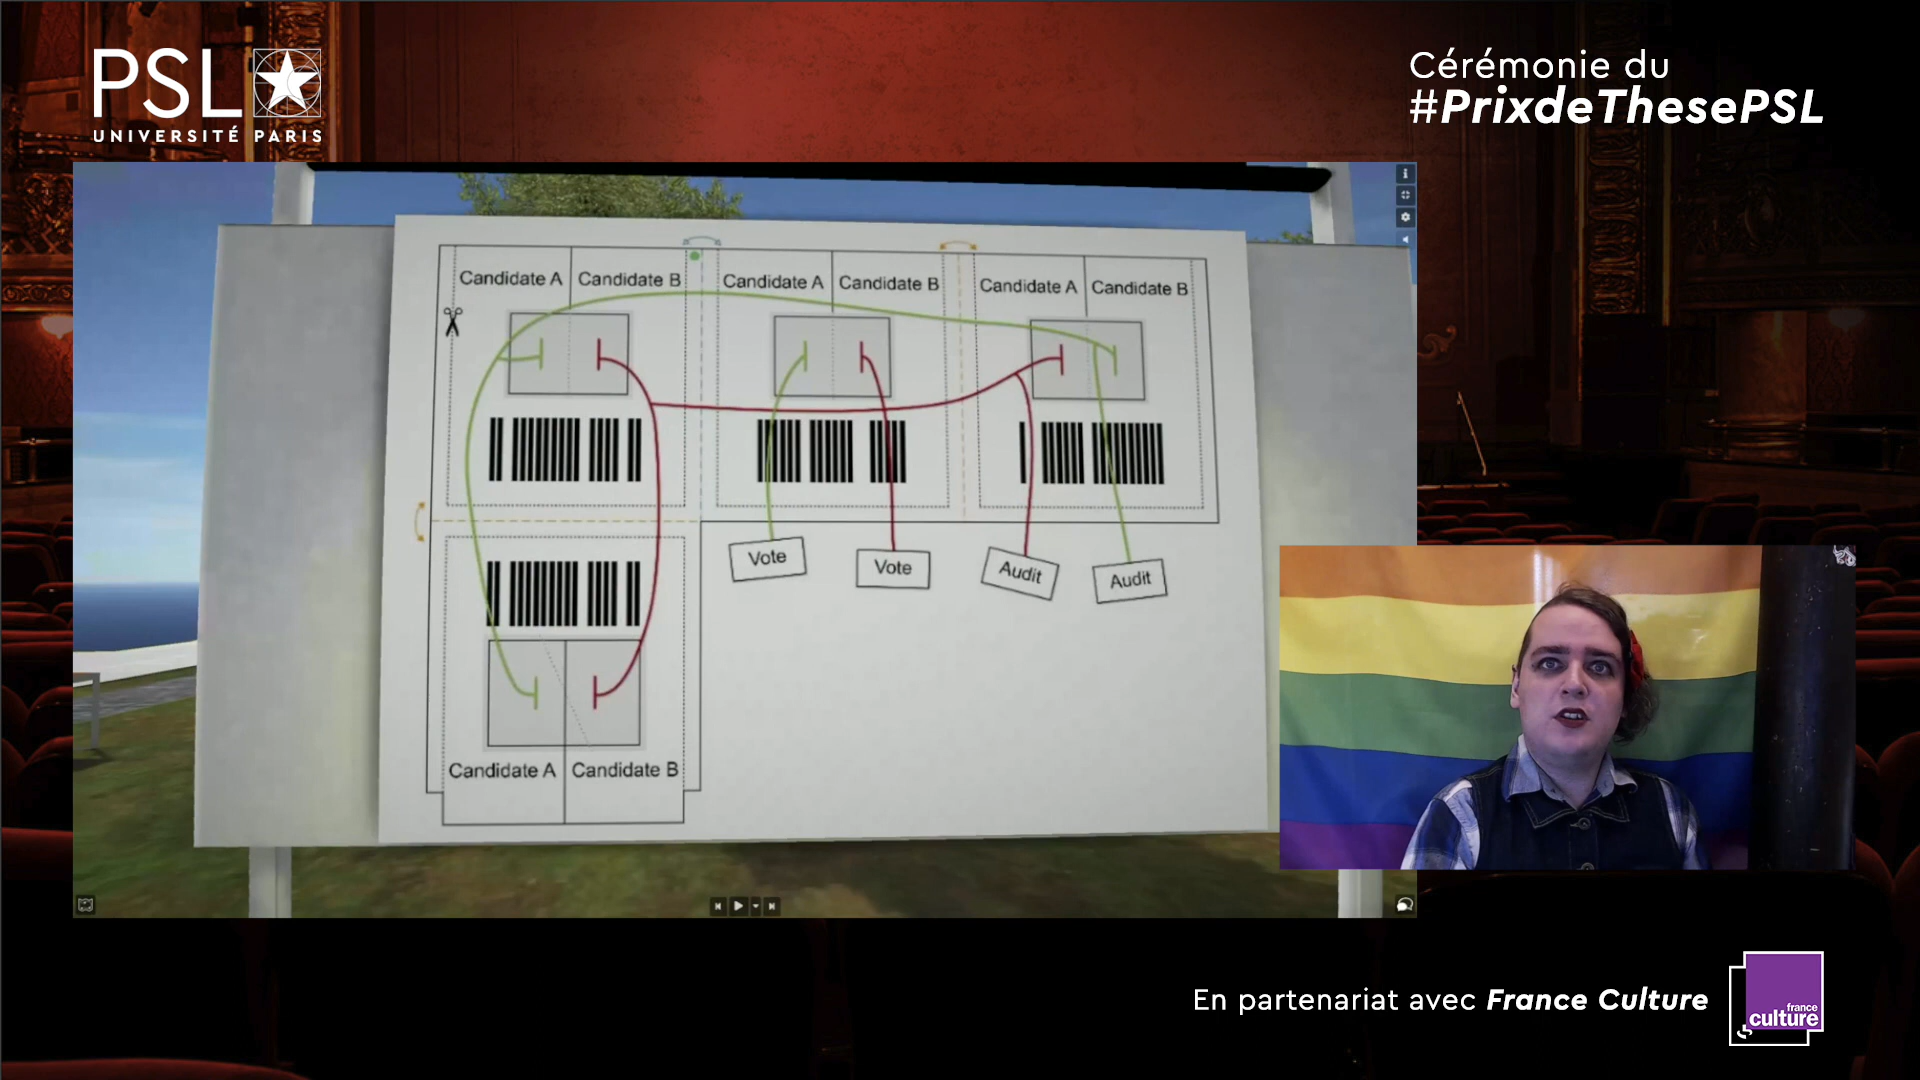 PSL
UNIVERSITÉ PARIS
Cérémonie du
#PrixdeThesePSL
Candidate A
Candidate B
Candidate A
Candidate B
Candidate A
Candidate B
Vote
Vote
Audit
Audit
Candidate A
Candidate B
En partenariat avec France Culture
france
culture